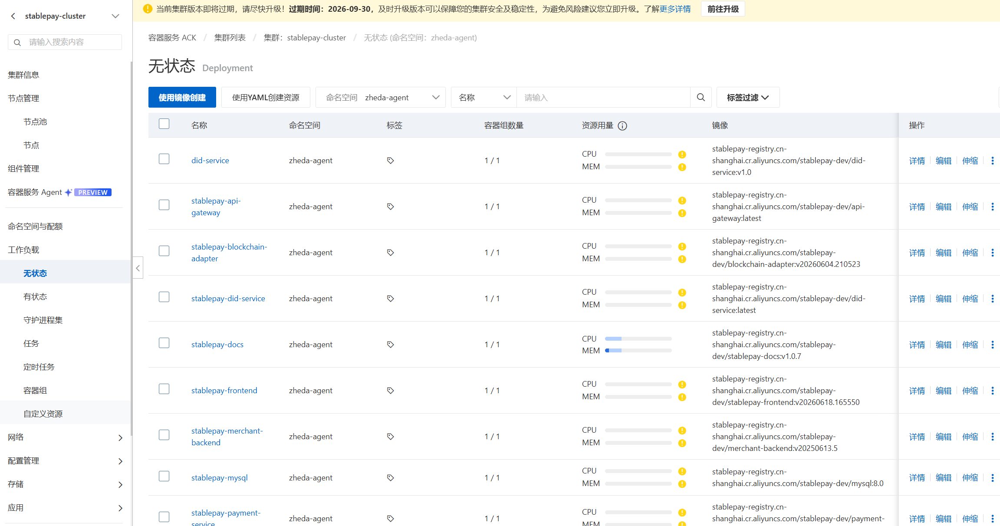 stablepay-cluster
请输入搜索内容
集群信息
节点管理
节点池
节点
组件管理
容器服务 Agent PREVIEW
命名空间与配额
工作负载
无状态
有状态
守护进程集
任务
定时任务
容器组
自定义资源
网络
配置管理
存储
应用
当前集群版本即将过期，请尽快升级！过期时间：2026-09-30，及时升级版本可以保障您的集群安全及稳定性，为避免风险建议您立即升级。了解更多详情 前往升级
容器服务 ACK / 集群列表 / 集群：stablepay-cluster / 无状态 (命名空间：zheda-agent)
无状态 Deployment
使用镜像创建 使用YAML创建资源 命名空间 zheda-agent 名称 请输入 标签过滤
名称 命名空间 标签 容器组数量 资源用量 镜像 操作
did-service zheda-agent 1 / 1 CPU MEM
stablepay-registry.cn-
shanghai.cr.aliyuncs.com/stablepay-dev/did-
service:v1.0
详情 编辑 伸缩
stablepay-api-
gateway
zheda-agent 1 / 1 CPU MEM
stablepay-registry.cn-
shanghai.cr.aliyuncs.com/stablepay-dev/api-
gateway:latest
详情 编辑 伸缩
stablepay-blockchain-
adapter
zheda-agent 1 / 1 CPU MEM
stablepay-registry.cn-
shanghai.cr.aliyuncs.com/stablepay-
dev/blockchain-adapter:v20260604.210523
详情 编辑 伸缩
stablepay-did-service zheda-agent 1 / 1 CPU MEM
stablepay-registry.cn-
shanghai.cr.aliyuncs.com/stablepay-dev/did-
service:latest
详情 编辑 伸缩
stablepay-docs zheda-agent 1 / 1 CPU MEM
stablepay-registry.cn-
shanghai.cr.aliyuncs.com/stablepay-
dev/stablepay-docs:v1.0.7
详情 编辑 伸缩
stablepay-frontend zheda-agent 1 / 1 CPU MEM
stablepay-registry.cn-
shanghai.cr.aliyuncs.com/stablepay-
dev/stablepay-frontend:v20260618.165550
详情 编辑 伸缩
stablepay-merchant-
backend
zheda-agent 1 / 1 CPU MEM
stablepay-registry.cn-
shanghai.cr.aliyuncs.com/stablepay-
dev/merchant-backend:v20250613.5
详情 编辑 伸缩
stablepay-mysql zheda-agent 1 / 1 CPU MEM
stablepay-registry.cn-
shanghai.cr.aliyuncs.com/stablepay-dev/mysql:8.0
详情 编辑 伸缩
stablepay-payment-
service
zheda-agent 1 / 1 CPU MEM
stablepay-registry.cn-
shanghai.cr.aliyuncs.com/stablepay-dev/payment-
详情 编辑 伸缩